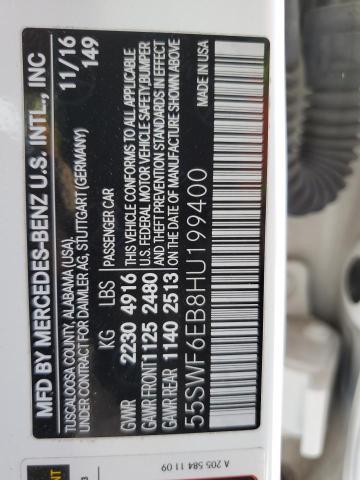 MFD BY MERCEDES-BENZ U.S. INTL., INC
TUSCALOOSA COUNTY, ALABAMA (USA).
UNDER CONTRACT FOR DAIMLER AG, STUTTGART (GERMANY)
11/16
149
KG LBS
PASSENGER CAR
GVWR 2230 4916
GAWR FRONT 1125 2480
GAWR REAR 1140 2513
THIS VEHICLE CONFORMS TO ALL APPLICABLE
U.S. FEDERAL MOTOR VEHICLE SAFETY, BUMPER
AND THEFT PREVENTION STANDARDS IN EFFECT
ON THE DATE OF MANUFACTURE SHOWN ABOVE
55SWF6EB8HU199400
MADE IN USA
A 205 584 11 09